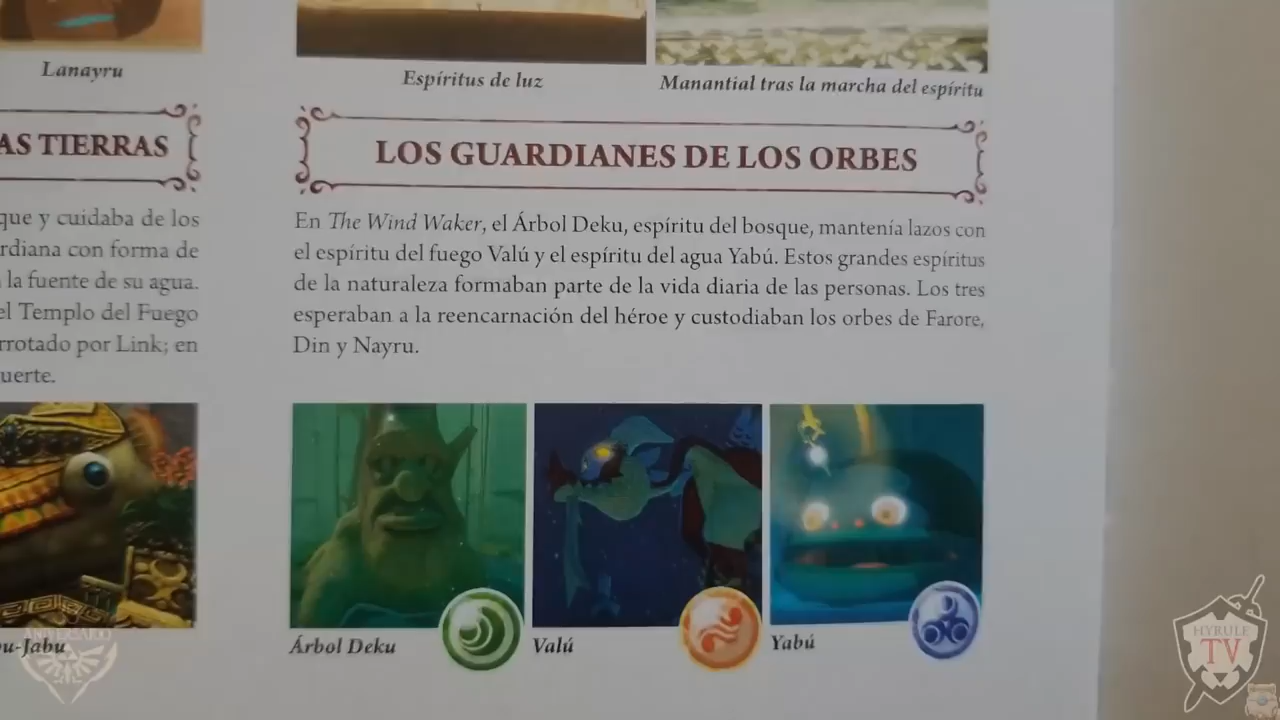 Lanayru
Espíritus de luz
Manantial tras la marcha del espíritu
AS TIERRAS
que y cuidaba de los
rdiana con forma de
la fuente de su agua.
el Templo del Fuego
rrotado por Link; en
uerte.
LOS GUARDIANES DE LOS ORBES
En The Wind Waker, el Árbol Deku, espíritu del bosque, mantenía lazos con
el espíritu del fuego Valú y el espíritu del agua Yabú. Estos grandes espíritus
de la naturaleza formaban parte de la vida diaria de las personas. Los tres
esperaban a la reencarnación del héroe y custodiaban los orbes de Farore,
Din y Nayru.
u-Jabu
Árbol Deku
Valú
Yabú
ANIVERSARIO
HYRULE
TV